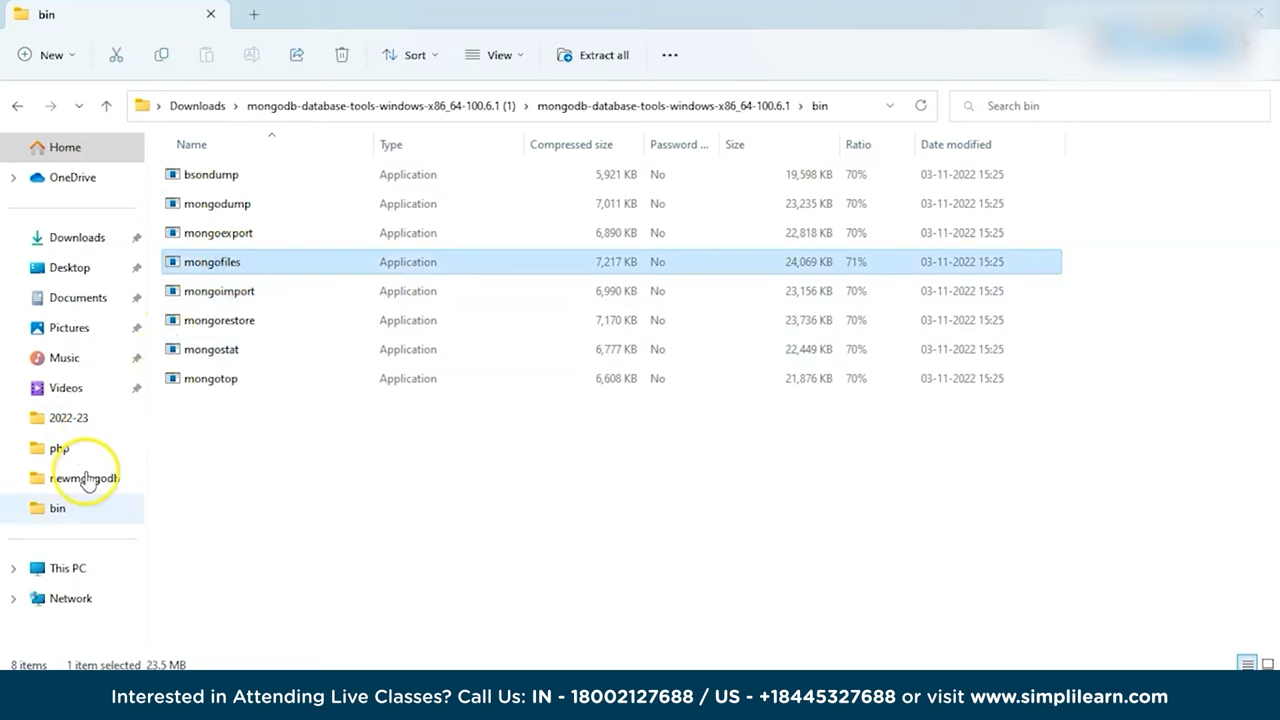 bin
New
Sort
View
Extract all
Downloads > mongodb-database-tools-windows-x86_64-100.6.1 (1) > mongodb-database-tools-windows-x86_64-100.6.1 > bin
Search bin
Name Type Compressed size Password ... Size Ratio Date modified
bsondump Application 5,921 KB No 19,598 KB 70% 03-11-2022 15:25
mongodump Application 7,011 KB No 23,235 KB 70% 03-11-2022 15:25
mongoexport Application 6,890 KB No 22,818 KB 70% 03-11-2022 15:25
mongofiles Application 7,217 KB No 24,069 KB 71% 03-11-2022 15:25
mongoimport Application 6,990 KB No 23,156 KB 70% 03-11-2022 15:25
mongorestore Application 7,170 KB No 23,736 KB 70% 03-11-2022 15:25
mongostat Application 6,777 KB No 22,449 KB 70% 03-11-2022 15:25
mongotop Application 6,608 KB No 21,876 KB 70% 03-11-2022 15:25
Home
OneDrive
Downloads
Desktop
Documents
Pictures
Music
Videos
2022-23
php
newmongodb
bin
This PC
Network
8 items 1 item selected 23.5 MB
Interested in Attending Live Classes? Call Us: IN - 18002127688 / US - +18445327688 or visit www.simplilearn.com